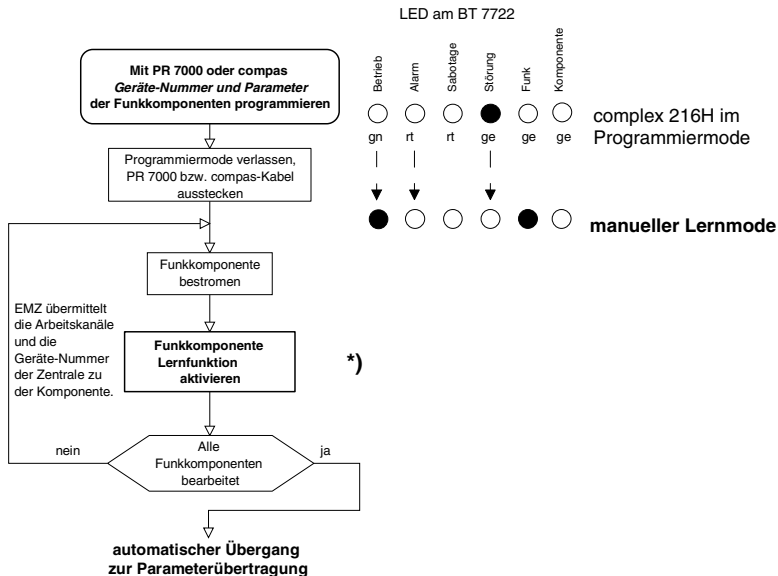 LED am BT 7722
Mit PR 7000 oder compas
Geräte-Nummer und Parameter
der Funkkomponenten programmieren
Betrieb
Alarm
Sabotage
Störung
Funk
Komponente
gn rt rt ge ge ge
complex 216H im
Programmiermode
Programmiermode verlassen,
PR 7000 bzw. compas-Kabel
ausstecken
manueller Lernmode
Funkkomponente
bestromen
EMZ übermittelt
die Arbeitskanäle
und die
Geräte-Nummer
der Zentrale zu
der Komponente.
Funkkomponente
Lernfunktion
aktivieren
*)
nein
Alle
Funkkomponenten
bearbeitet
ja
automatischer Übergang
zur Parameterübertragung